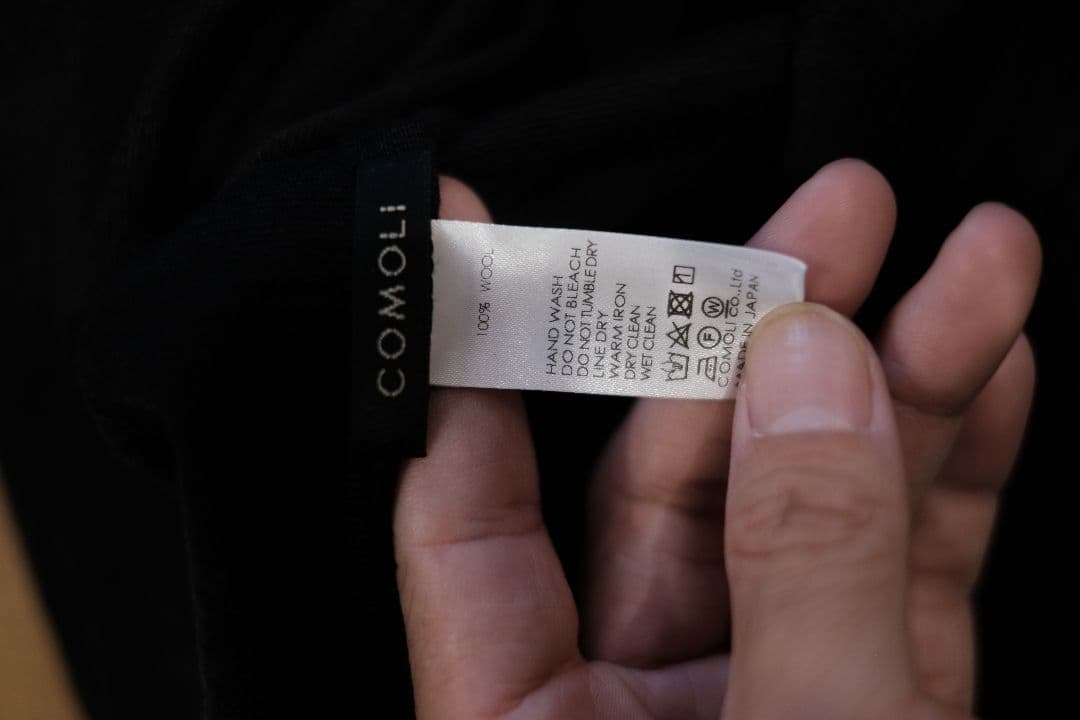 COMOLI
100% WOOL
HAND WASH
DO NOT BLEACH
DO NOT TUMBLE DRY
LINE DRY
WARM IRON
DRY CLEAN
WET CLEAN
F W
COMOLI CO.,Ltd
MADE IN JAPAN